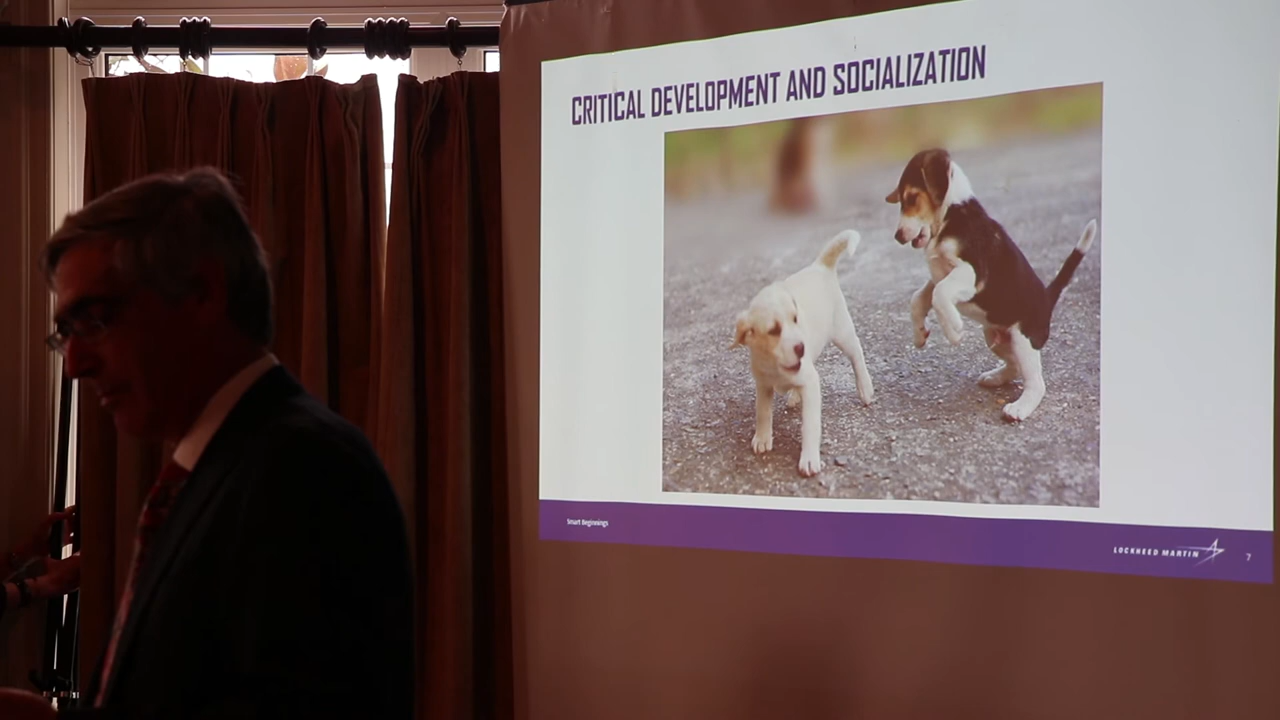 CRITICAL DEVELOPMENT AND SOCIALIZATION
Smart Beginnings
LOCKHEED MARTIN
7